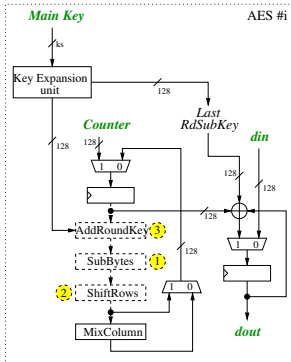 Main Key
AES #i
ks
Key Expansion
unit
128
128
Last
RdSubKey
Counter
din
128
128
128
1 0
128
128
AddRoundKey 3
1 0
SubBytes 1
2 ShiftRows
1 0
MixColumn
dout